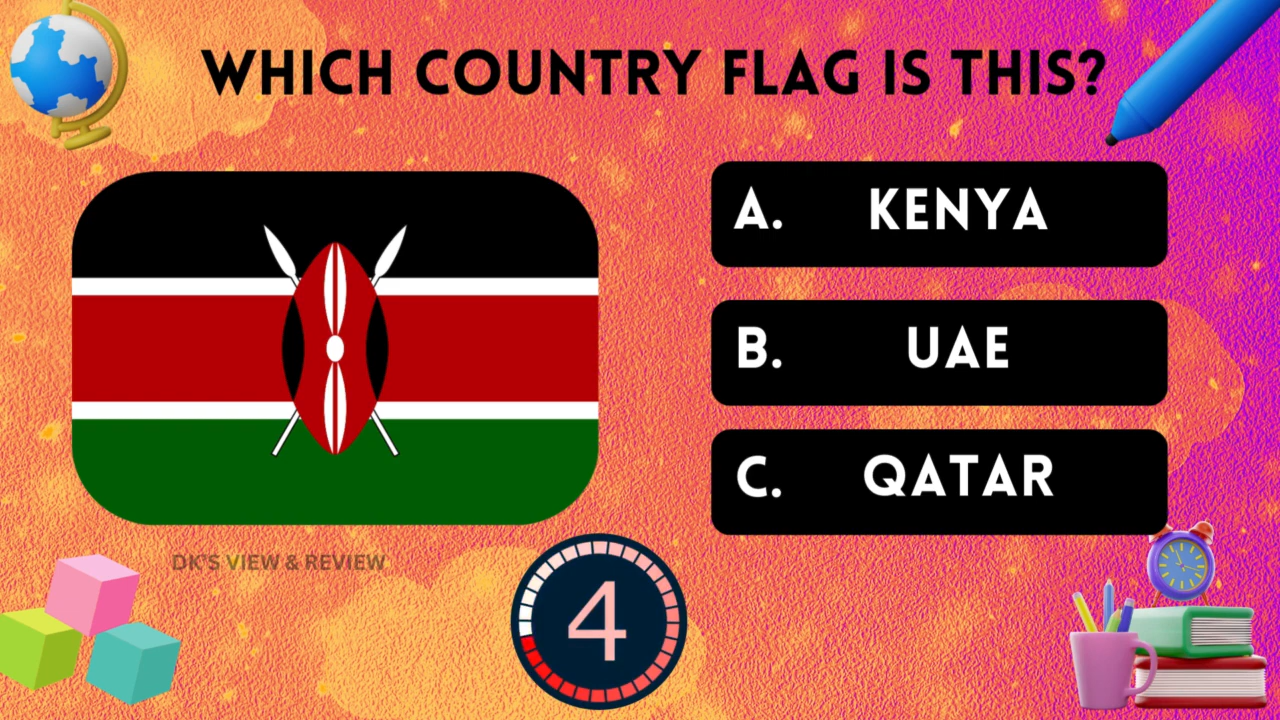 WHICH COUNTRY FLAG IS THIS?
A. KENYA
B. UAE
C. QATAR
DK'S VIEW & REVIEW
4